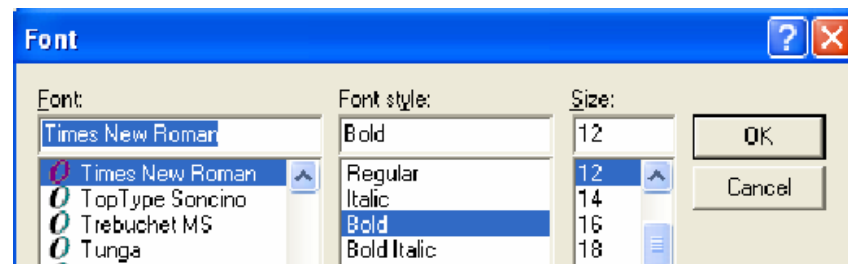 Font
Font: Font style: Size:
Times New Roman Bold 12 OK
Times New Roman Regular 12 Cancel
TopType Soncino Italic 14
Trebuchet MS Bold 16
Tunga Bold Italic 18